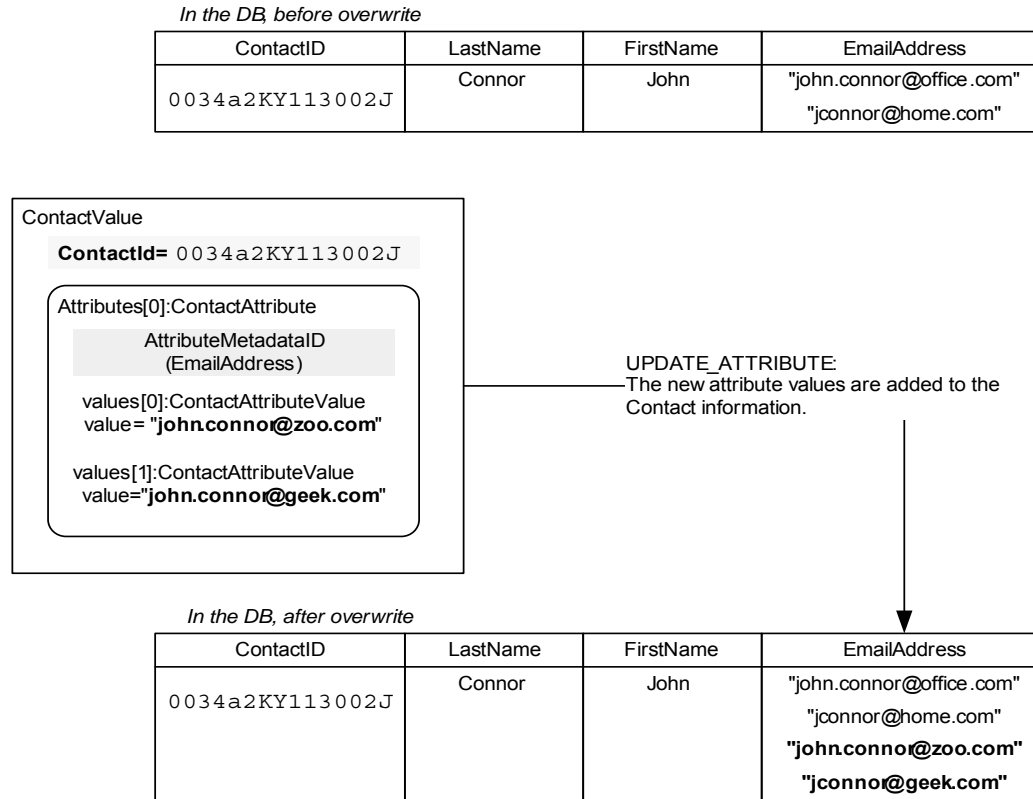 In the DB, before overwrite
ContactID LastName FirstName EmailAddress
0034a2KY113002J Connor John "john.connor@office.com"
"jconnor@home.com"
ContactValue
ContactId= 0034a2KY113002J
Attributes[0]:ContactAttribute
AttributeMetadataID
(EmailAddress)
values[0]:ContactAttributeValue
value= "john.connor@zoo.com"
values[1]:ContactAttributeValue
value="john.connor@geek.com"
UPDATE_ATTRIBUTE:
The new attribute values are added to the
Contact information.
In the DB, after overwrite
ContactID LastName FirstName EmailAddress
0034a2KY113002J Connor John "john.connor@office.com"
"jconnor@home.com"
"john.connor@zoo.com"
"jconnor@geek.com"